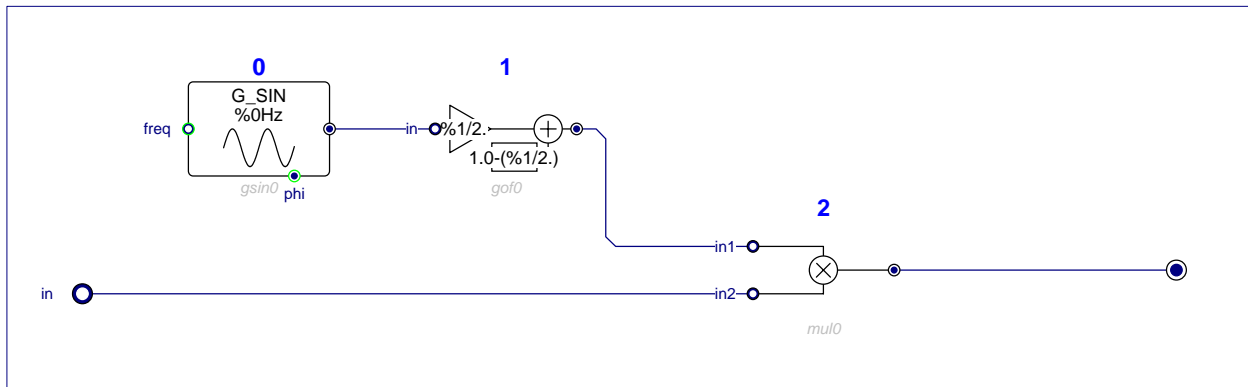 0
1
G_SIN
%0Hz
freq
in
%1/2.
1.0-(%1/2.)
gsin0
phi
gof0
2
in1
in
in2
mul0